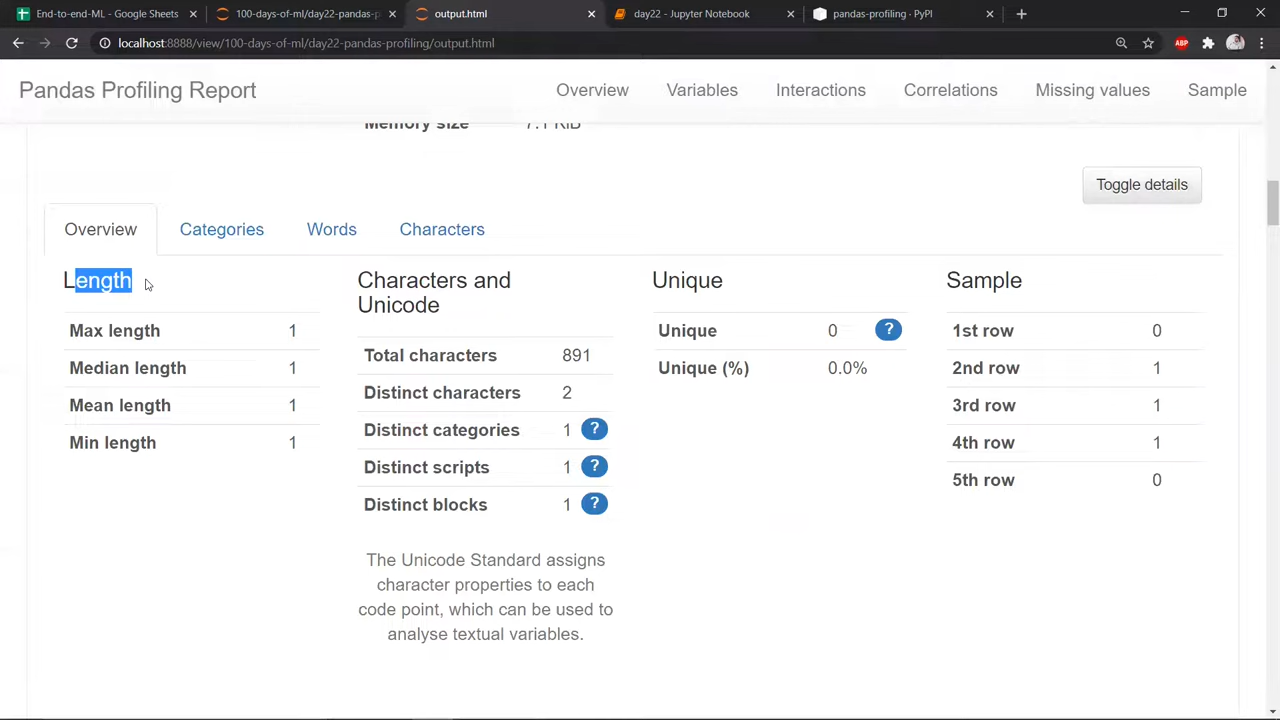 End-to-end-ML - Google Sheets
100-days-of-ml/day22-pandas-p
output.html
day22 - Jupyter Notebook
pandas-profiling · PyPI
localhost:8888/view/100-days-of-ml/day22-pandas-profiling/output.html
ABP
Pandas Profiling Report
Overview
Variables
Interactions
Correlations
Missing values
Sample
Memory size 7.1 KiB
Toggle details
Overview
Categories
Words
Characters
Length
Max length 1
Median length 1
Mean length 1
Min length 1
Characters and
Unicode
Total characters 891
Distinct characters 2
Distinct categories 1 ?
Distinct scripts 1 ?
Distinct blocks 1 ?
The Unicode Standard assigns
character properties to each
code point, which can be used to
analyse textual variables.
Unique
Unique 0 ?
Unique (%) 0.0%
Sample
1st row 0
2nd row 1
3rd row 1
4th row 1
5th row 0